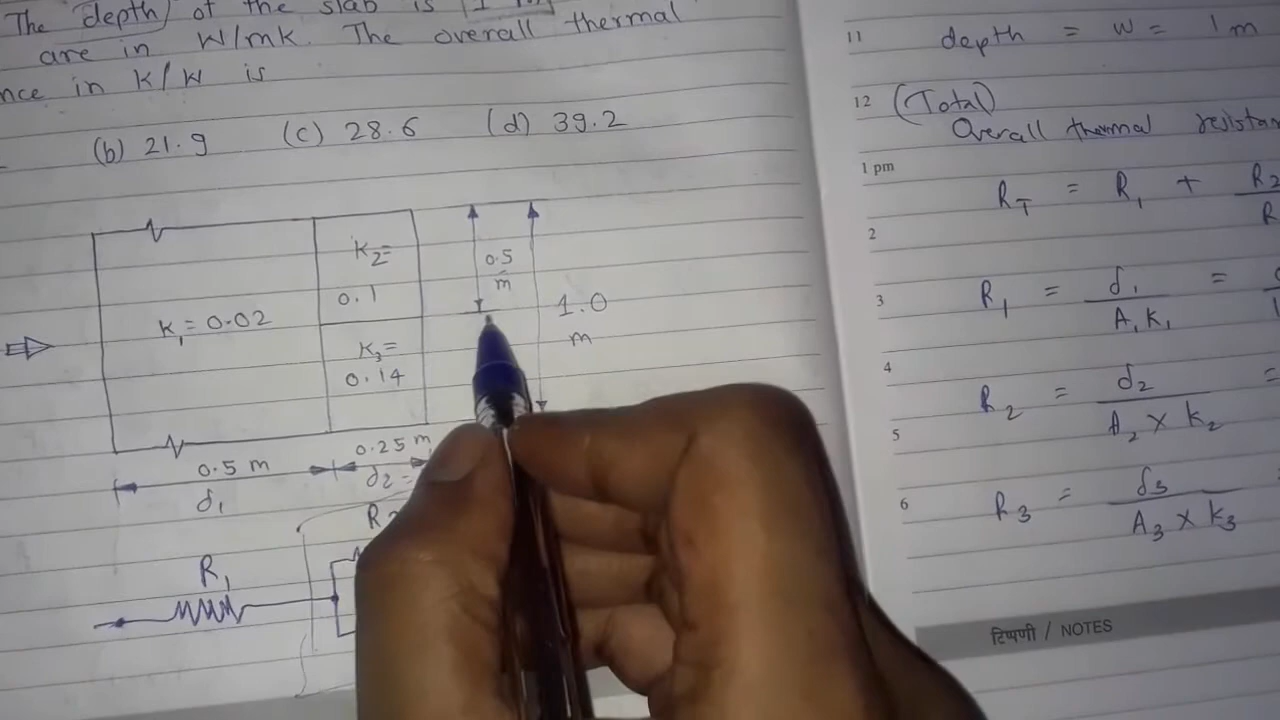 The depth of the slab is 1
are in W/mK. The overall thermal
nce in K/W is
(b) 21.9 (c) 28.6 (d) 39.2
K₂=
0.1
K₁ = 0.02
K₃=
0.14
0.5
m
1.0
m
0.5 m
δ₁
0.25 m
δ₂=
R₁
11
depth = W = 1m
12
(Total)
Overall thermal resistan
1 pm
R_T = R₁ + R₂
R
2
3
R₁ = δ₁ =
A₁K₁
4
R₂ = δ₂ =
A₂ × K₂
5
6
R₃ = δ₃
A₃ × K₃
टिप्पणी / NOTES